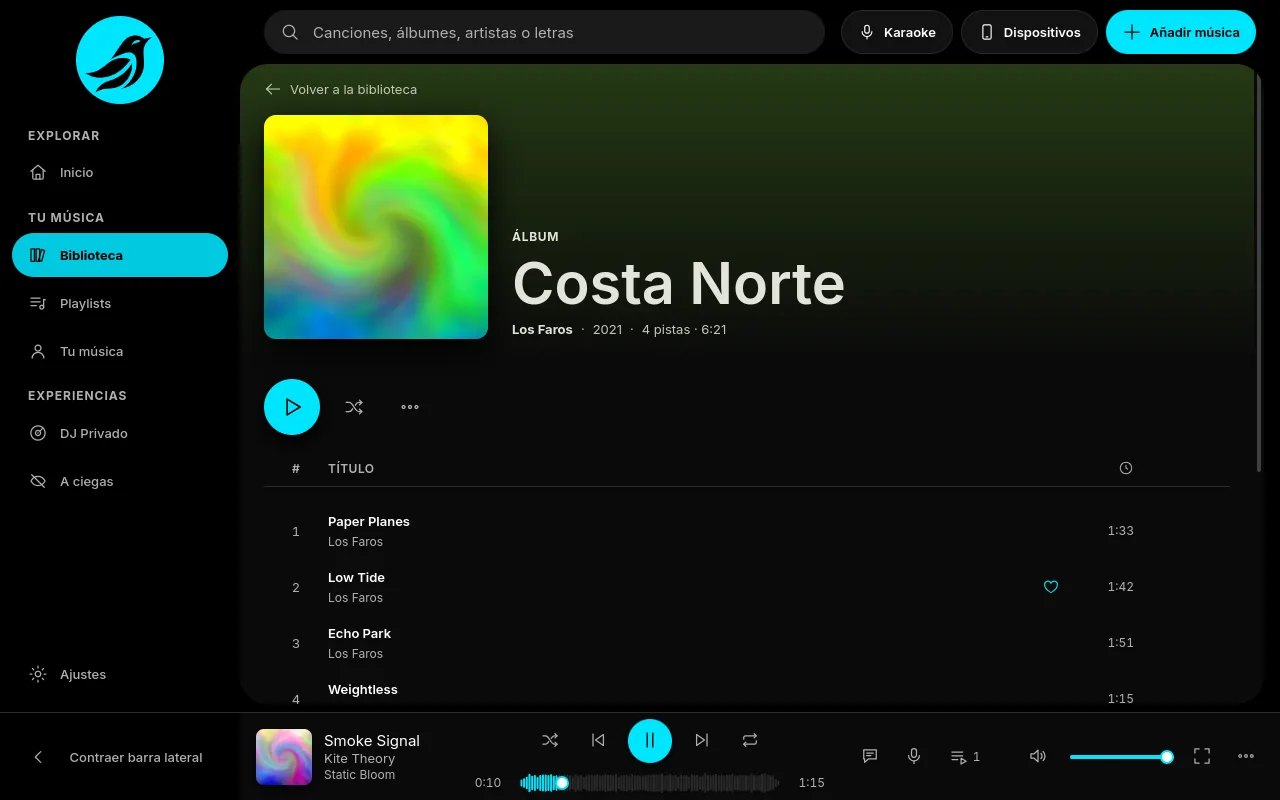 Canciones, álbumes, artistas o letras
Karaoke
Dispositivos
Añadir música
EXPLORAR
Inicio
TU MÚSICA
Biblioteca
Playlists
Tu música
EXPERIENCIAS
DJ Privado
A ciegas
Ajustes
Contraer barra lateral
Volver a la biblioteca
ÁLBUM
Costa Norte
Los Faros · 2021 · 4 pistas · 6:21
# TÍTULO
1 Paper Planes 1:33
Los Faros
2 Low Tide 1:42
Los Faros
3 Echo Park 1:51
Los Faros
4 Weightless 1:15
Smoke Signal
Kite Theory
Static Bloom
0:10
1:15
1